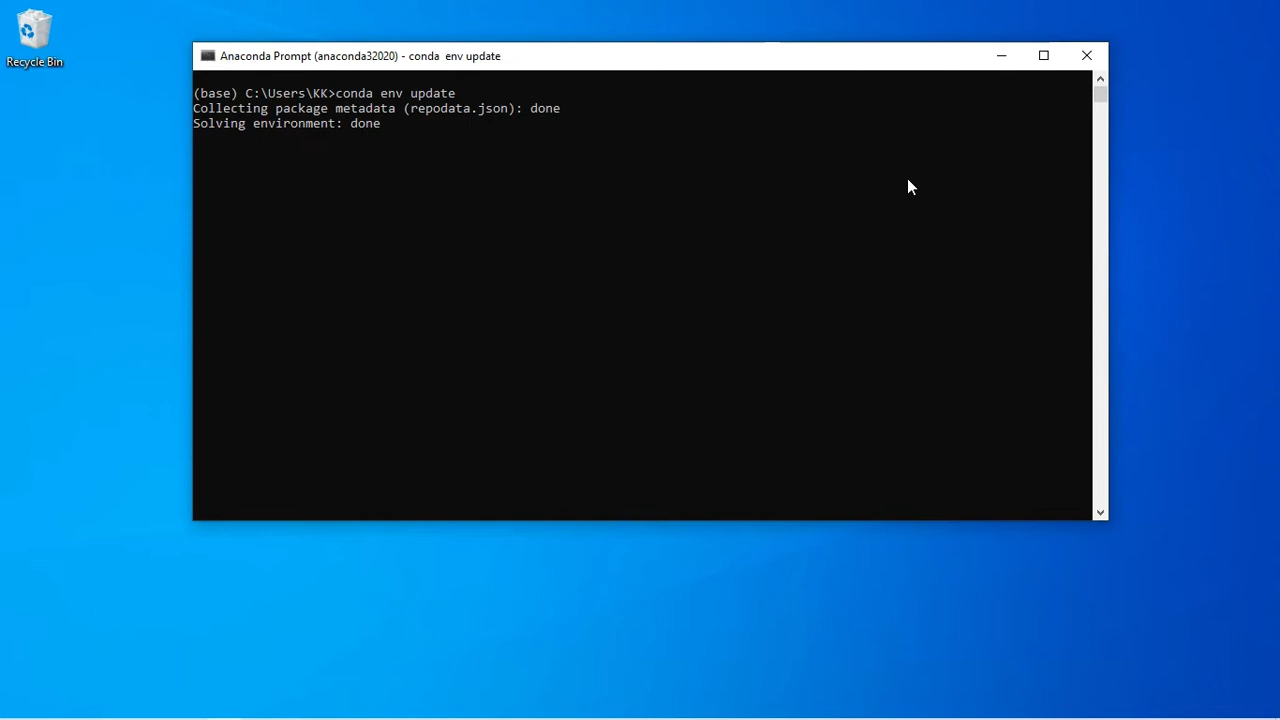 Recycle Bin
Anaconda Prompt (anaconda32020) - conda  env update
(base) C:\Users\KK>conda env update
Collecting package metadata (repodata.json): done
Solving environment: done